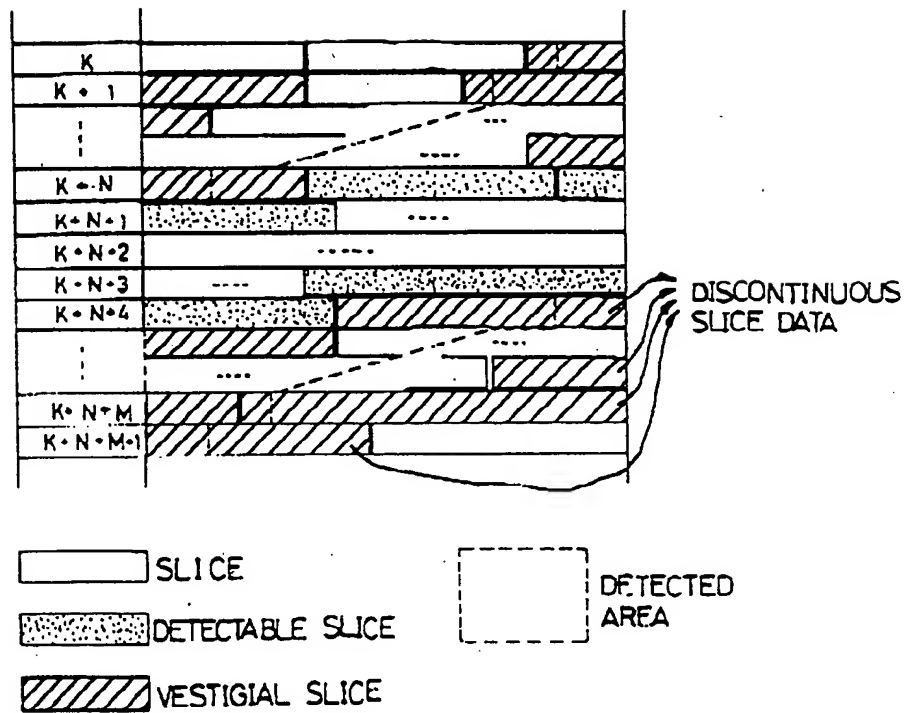 K
K + 1
K + N
K + N + 1
K + N + 2
K + N + 3
K + N + 4
K + N + M
K + N + M + 1
DISCONTINUOUS
SLICE DATA
SLICE
DETECTABLE SLICE
VESTIGIAL SLICE
DETECTED
AREA